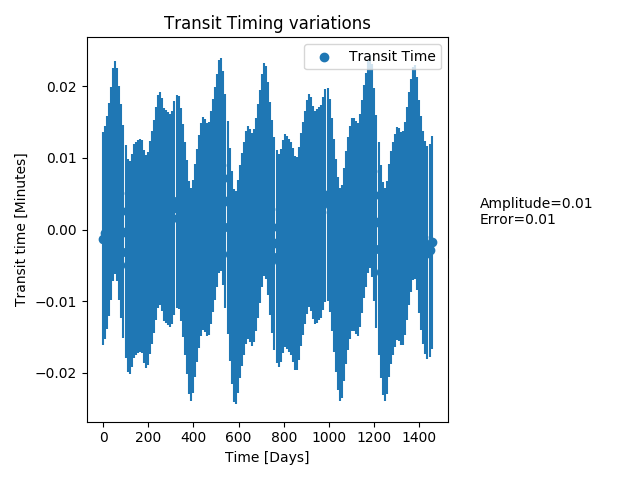 Transit Timing variations
Transit Time
Transit time [Minutes]
0.02
0.01
0.00
−0.01
−0.02
Amplitude=0.01
Error=0.01
0 200 400 600 800 1000 1200 1400
Time [Days]